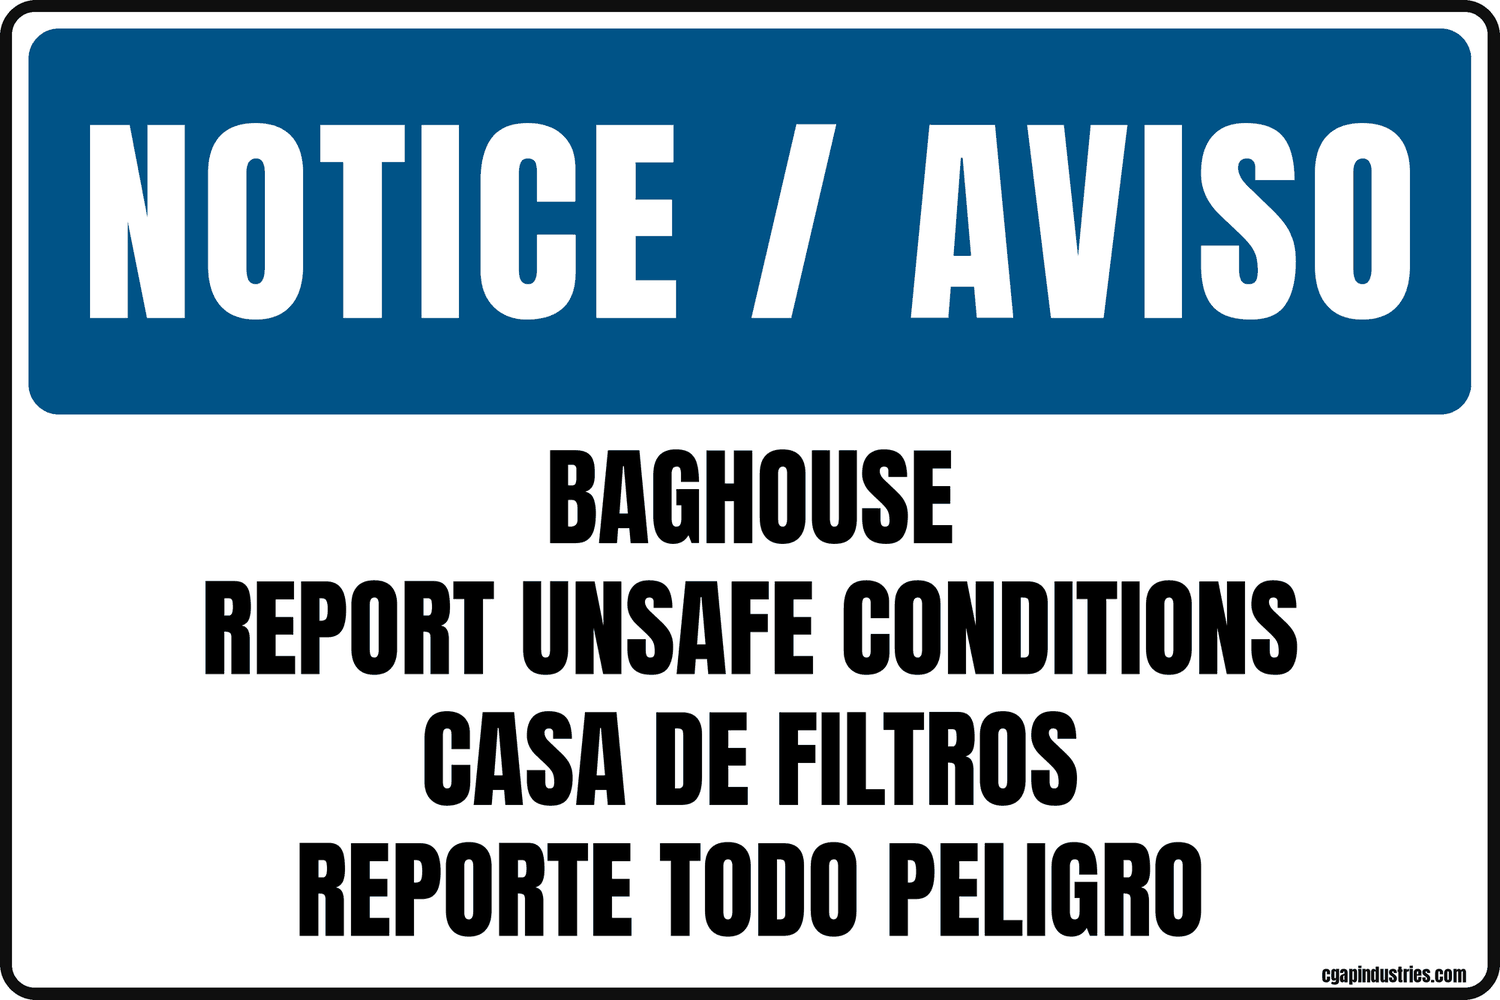 NOTICE / AVISO
BAGHOUSE
REPORT UNSAFE CONDITIONS
CASA DE FILTROS
REPORTE TODO PELIGRO
cgapindustries.com